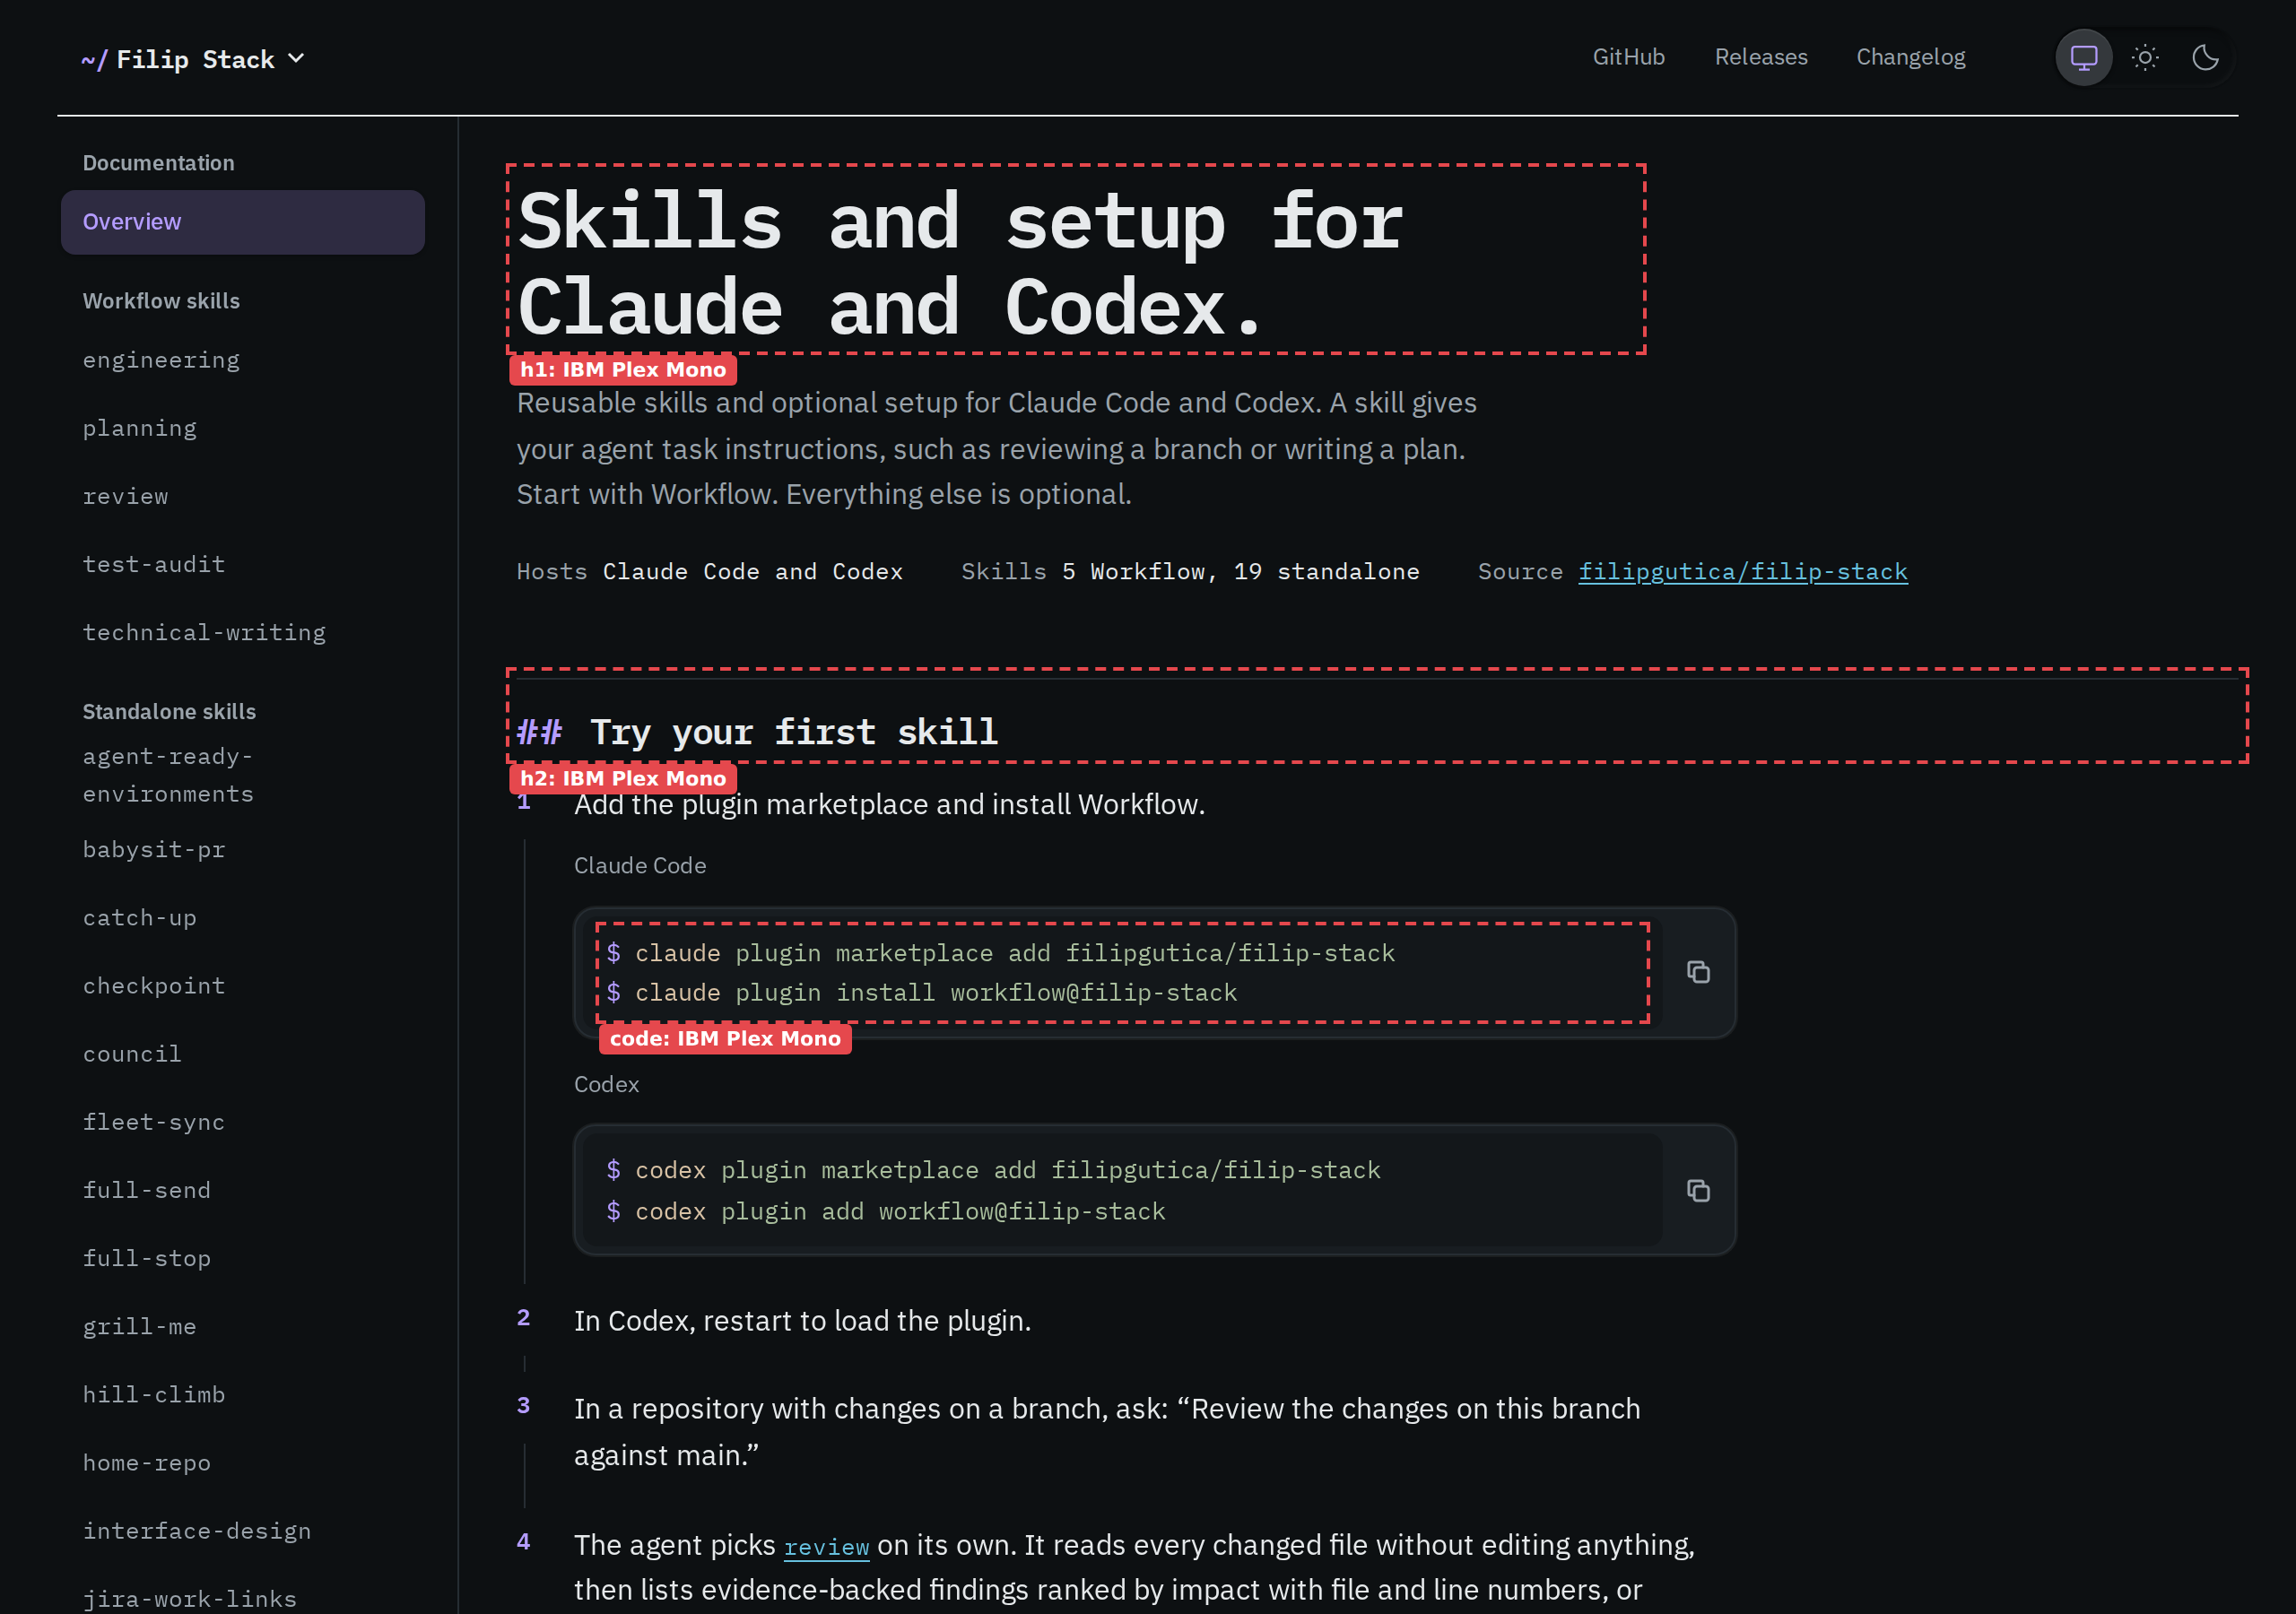 ~/ Filip Stack
GitHub Releases Changelog
Documentation
Overview
Workflow skills
engineering
planning
review
test-audit
technical-writing
Standalone skills
agent-ready-
environments
babysit-pr
catch-up
checkpoint
council
fleet-sync
full-send
full-stop
grill-me
hill-climb
home-repo
interface-design
jira-work-links
Skills and setup for
Claude and Codex.
h1: IBM Plex Mono
Reusable skills and optional setup for Claude Code and Codex. A skill gives
your agent task instructions, such as reviewing a branch or writing a plan.
Start with Workflow. Everything else is optional.
Hosts Claude Code and Codex Skills 5 Workflow, 19 standalone Source filipgutica/filip-stack
## Try your first skill
h2: IBM Plex Mono
1 Add the plugin marketplace and install Workflow.
Claude Code
$ claude plugin marketplace add filipgutica/filip-stack
$ claude plugin install workflow@filip-stack
code: IBM Plex Mono
Codex
$ codex plugin marketplace add filipgutica/filip-stack
$ codex plugin add workflow@filip-stack
2 In Codex, restart to load the plugin.
3 In a repository with changes on a branch, ask: “Review the changes on this branch
against main.”
4 The agent picks review on its own. It reads every changed file without editing anything,
then lists evidence-backed findings ranked by impact with file and line numbers, or